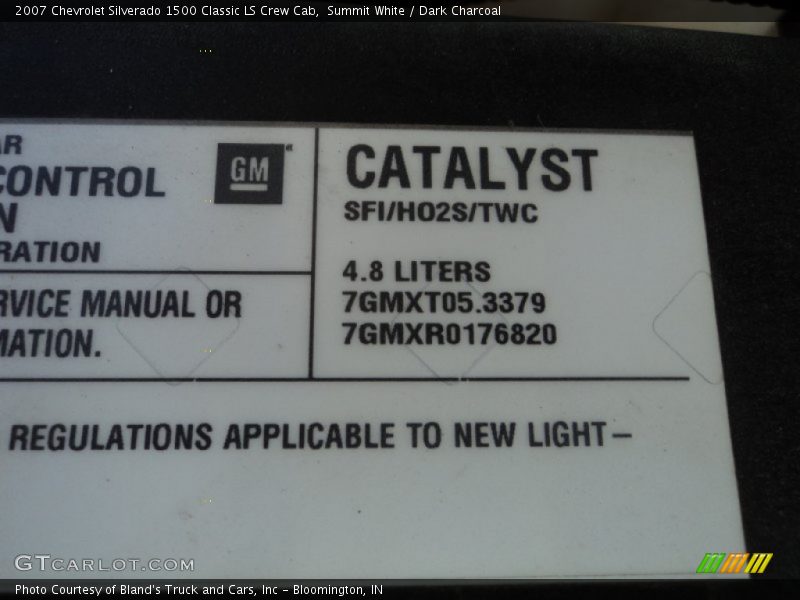 2007 Chevrolet Silverado 1500 Classic LS Crew Cab,  Summit White / Dark Charcoal
AR
CONTROL
N
RATION
GM
RVICE MANUAL OR
MATION.
CATALYST
SFI/HO2S/TWC
4.8 LITERS
7GMXT05.3379
7GMXR0176820
REGULATIONS APPLICABLE TO NEW LIGHT–
GTCARLOT.COM
Photo Courtesy of Bland's Truck and Cars, Inc – Bloomington, IN